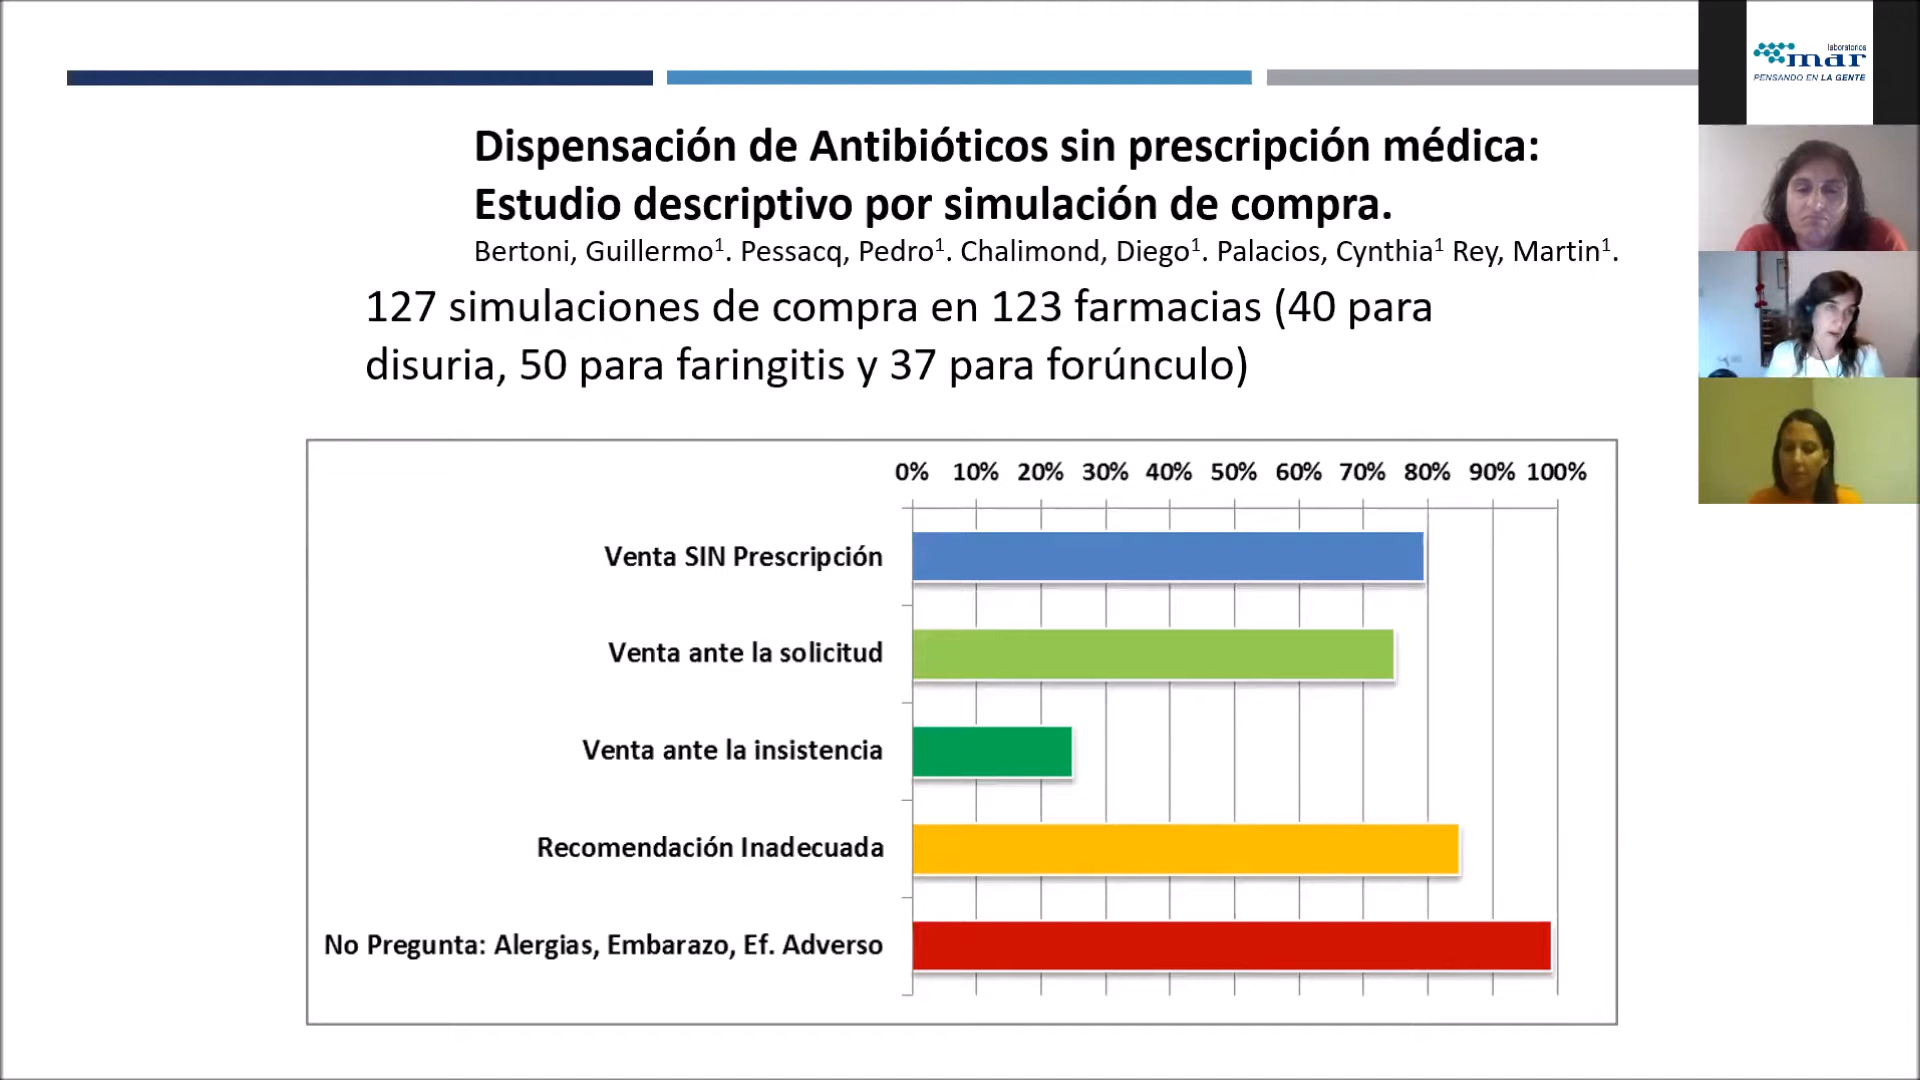 laboratorios
mar
PENSANDO EN LA GENTE
Dispensación de Antibióticos sin prescripción médica:
Estudio descriptivo por simulación de compra.
Bertoni, Guillermo¹. Pessacq, Pedro¹. Chalimond, Diego¹. Palacios, Cynthia¹ Rey, Martin¹.
127 simulaciones de compra en 123 farmacias (40 para
disuria, 50 para faringitis y 37 para forúnculo)
0% 10% 20% 30% 40% 50% 60% 70% 80% 90% 100%
Venta SIN Prescripción
Venta ante la solicitud
Venta ante la insistencia
Recomendación Inadecuada
No Pregunta: Alergias, Embarazo, Ef. Adverso